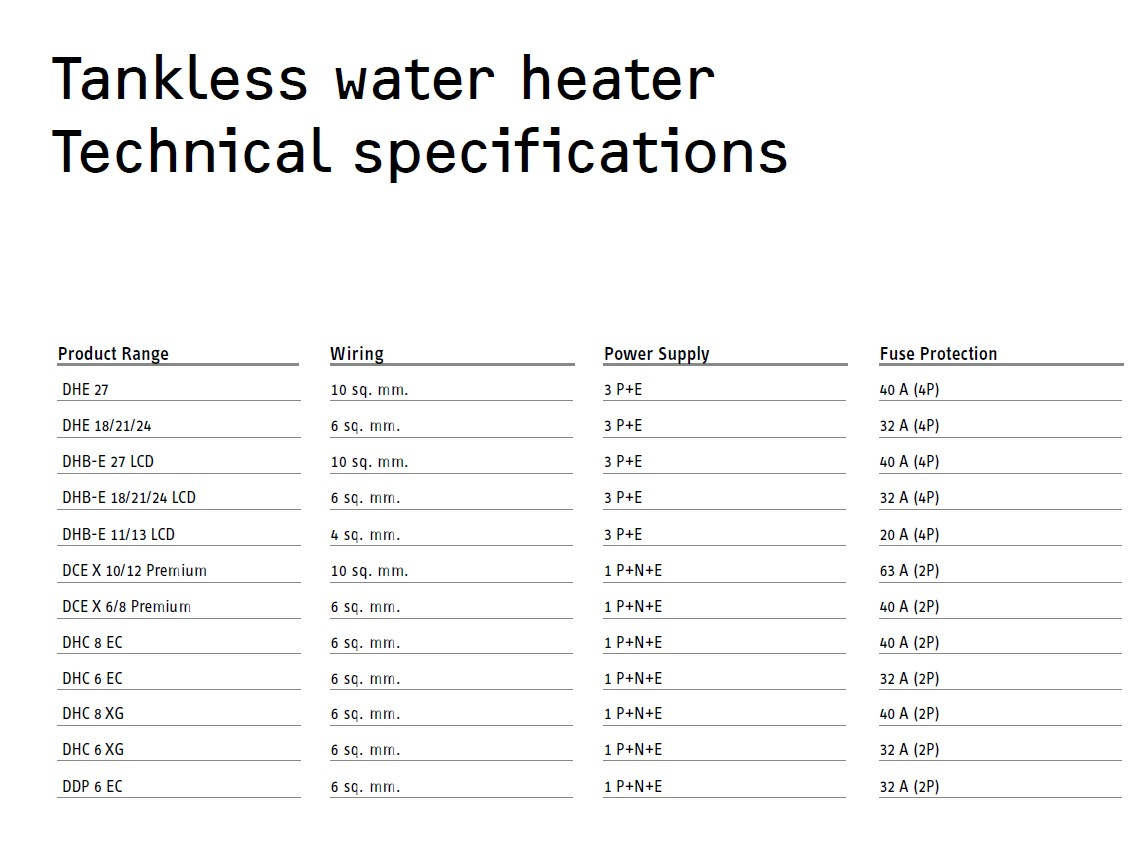 Tankless water heater
Technical specifications
Product Range Wiring Power Supply Fuse Protection
DHE 27 10 sq. mm. 3 P+E 40 A (4P)
DHE 18/21/24 6 sq. mm. 3 P+E 32 A (4P)
DHB-E 27 LCD 10 sq. mm. 3 P+E 40 A (4P)
DHB-E 18/21/24 LCD 6 sq. mm. 3 P+E 32 A (4P)
DHB-E 11/13 LCD 4 sq. mm. 3 P+E 20 A (4P)
DCE X 10/12 Premium 10 sq. mm. 1 P+N+E 63 A (2P)
DCE X 6/8 Premium 6 sq. mm. 1 P+N+E 40 A (2P)
DHC 8 EC 6 sq. mm. 1 P+N+E 40 A (2P)
DHC 6 EC 6 sq. mm. 1 P+N+E 32 A (2P)
DHC 8 XG 6 sq. mm. 1 P+N+E 40 A (2P)
DHC 6 XG 6 sq. mm. 1 P+N+E 32 A (2P)
DDP 6 EC 6 sq. mm. 1 P+N+E 32 A (2P)